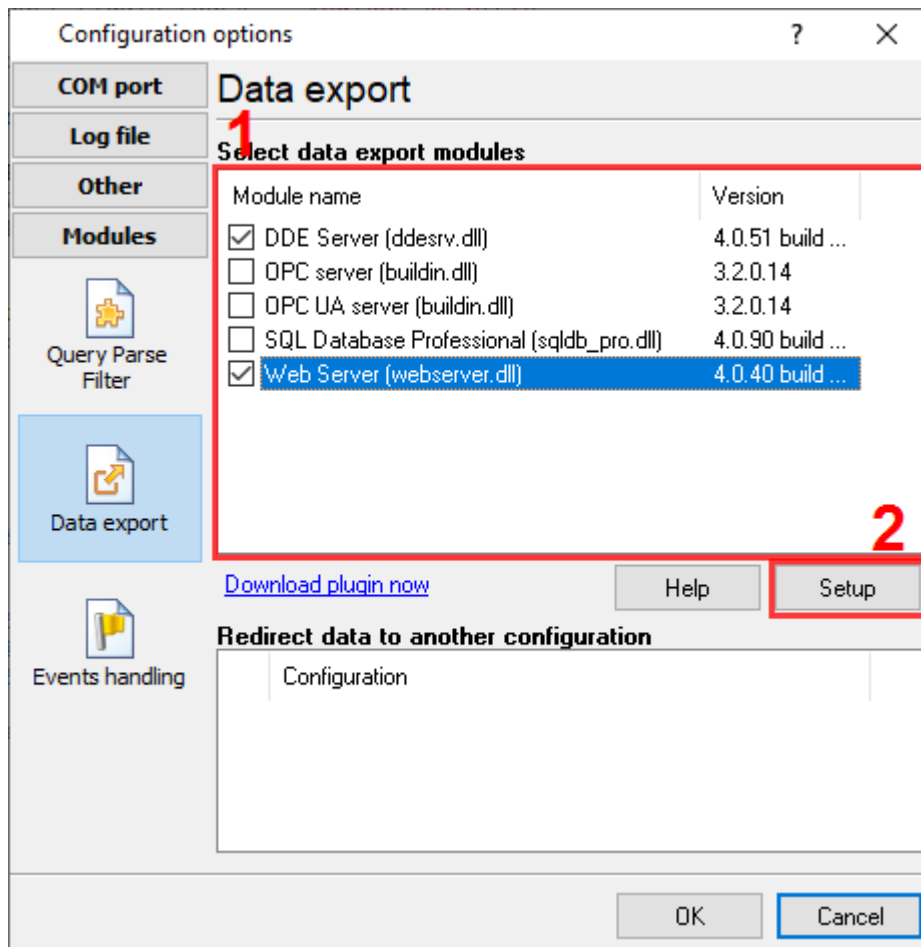 Configuration options ?
COM port
Log file
Other
Modules
Query Parse
Filter
Data export
Events handling
Data export
1
Select data export modules
Module name Version
DDE Server (ddesrv.dll) 4.0.51 build ...
OPC server (buildin.dll) 3.2.0.14
OPC UA server (buildin.dll) 3.2.0.14
SQL Database Professional (sqldb_pro.dll) 4.0.90 build ...
Web Server (webserver.dll) 4.0.40 build ...
2
Download plugin now Help Setup
Redirect data to another configuration
Configuration
OK Cancel